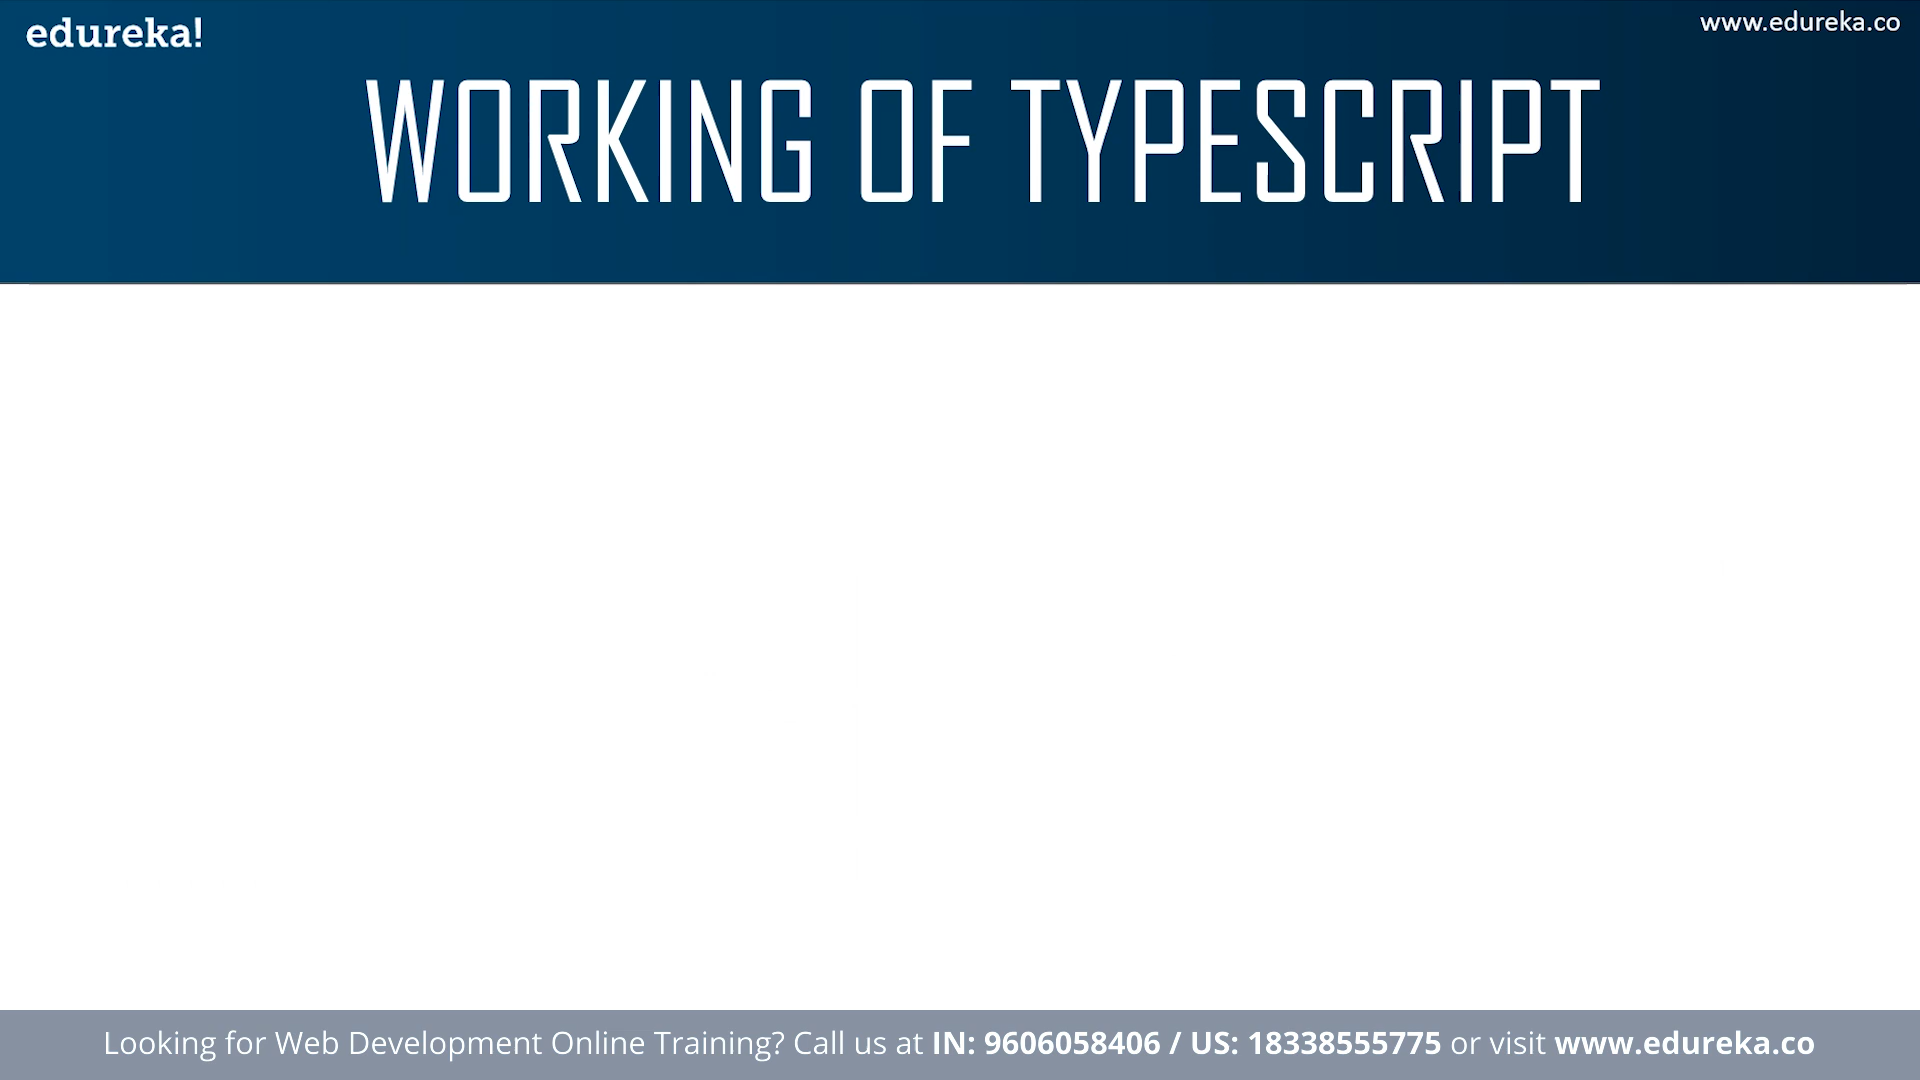 edureka!
www.edureka.co
WORKING OF TYPESCRIPT
Looking for Web Development Online Training? Call us at IN: 9606058406 / US: 18338555775 or visit www.edureka.co